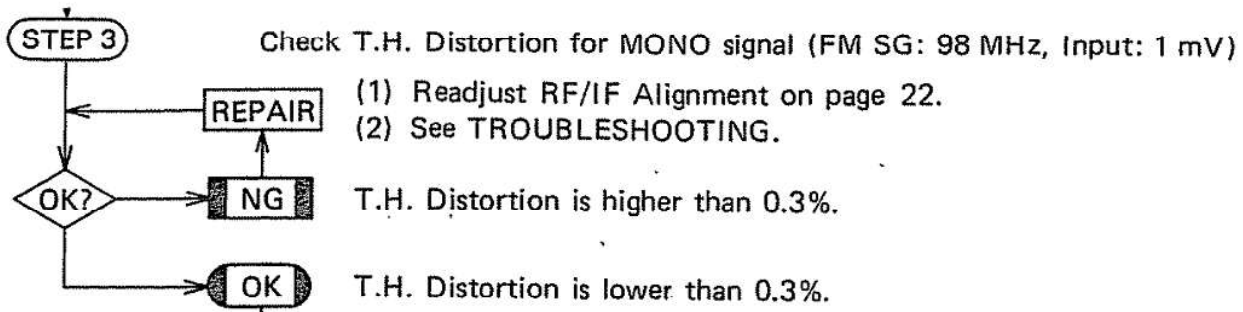 STEP 3 Check T.H. Distortion for MONO signal (FM SG: 98 MHz, Input: 1 mV)
REPAIR (1) Readjust RF/IF Alignment on page 22.
(2) See TROUBLESHOOTING.
OK? NG T.H. Distortion is higher than 0.3%.
OK T.H. Distortion is lower than 0.3%.